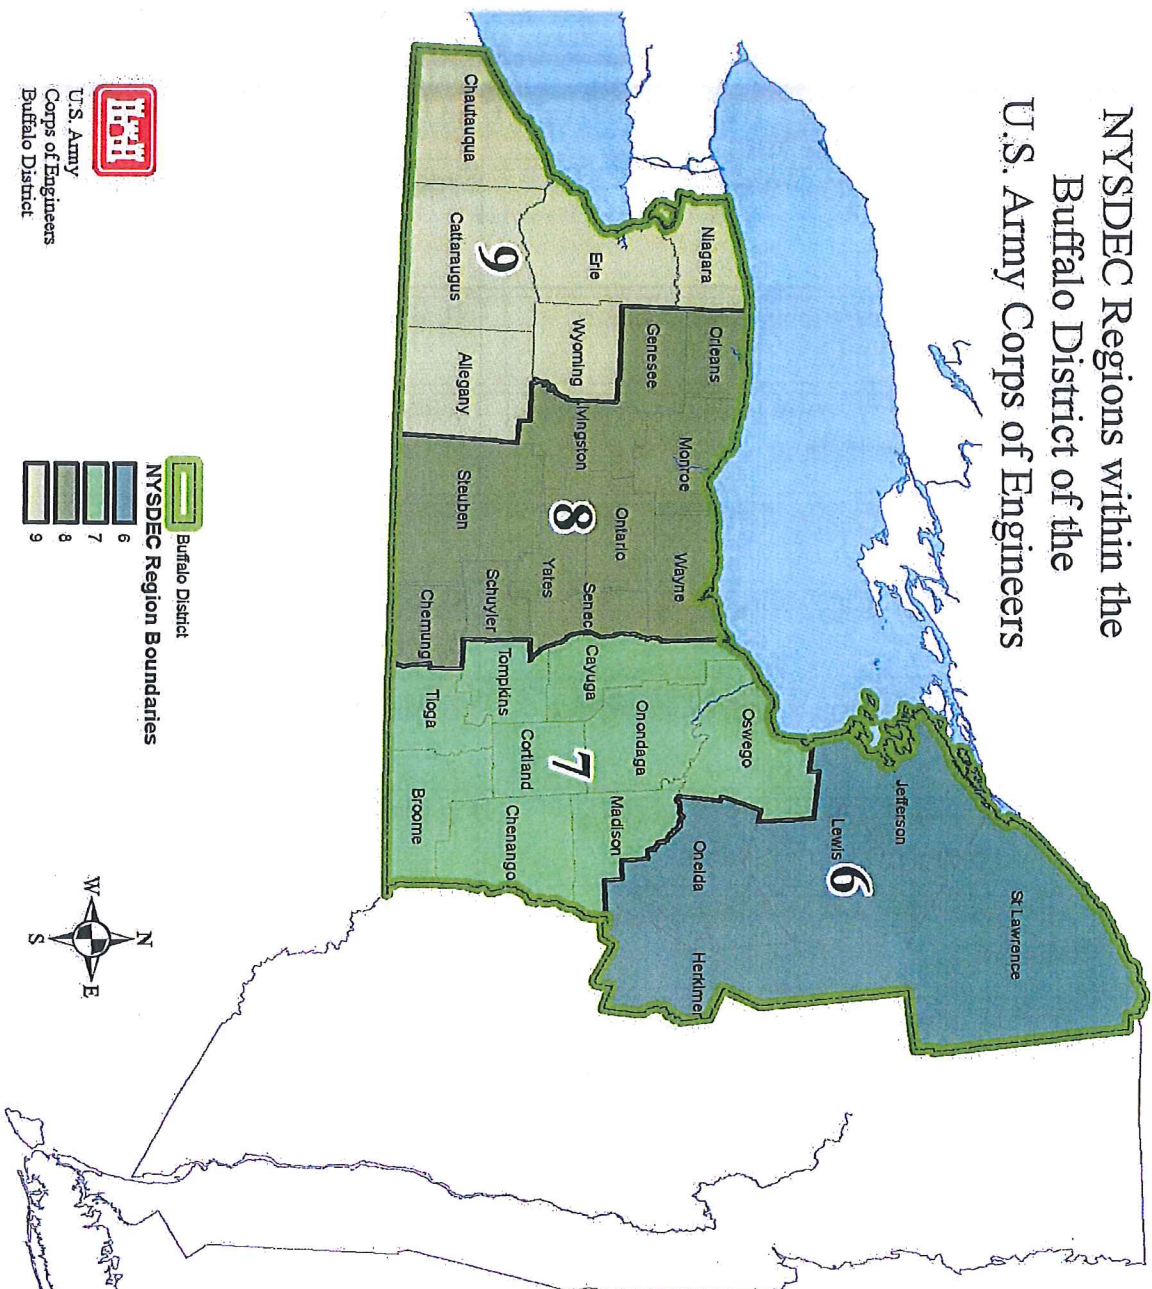 NYSDEC Regions within the
Buffalo District of the
U.S. Army Corps of Engineers
St Lawrence
Jefferson
Lewis
6
Oswego
Oneida
Herkimer
Niagara
Orleans
Monroe
Wayne
Genesee
Erie
Wyoming
Livingston
Ontario
Senec
Yates
Cayuga
Onondaga
Madison
9
8
7
Chautauqua
Cattaraugus
Allegany
Steuben
Schuyler
Chemung
Tompkins
Cortland
Chenango
Tioga
Broome
U.S. Army
Corps of Engineers
Buffalo District
Buffalo District
NYSDEC Region Boundaries
6
7
8
9
N
W
E
S